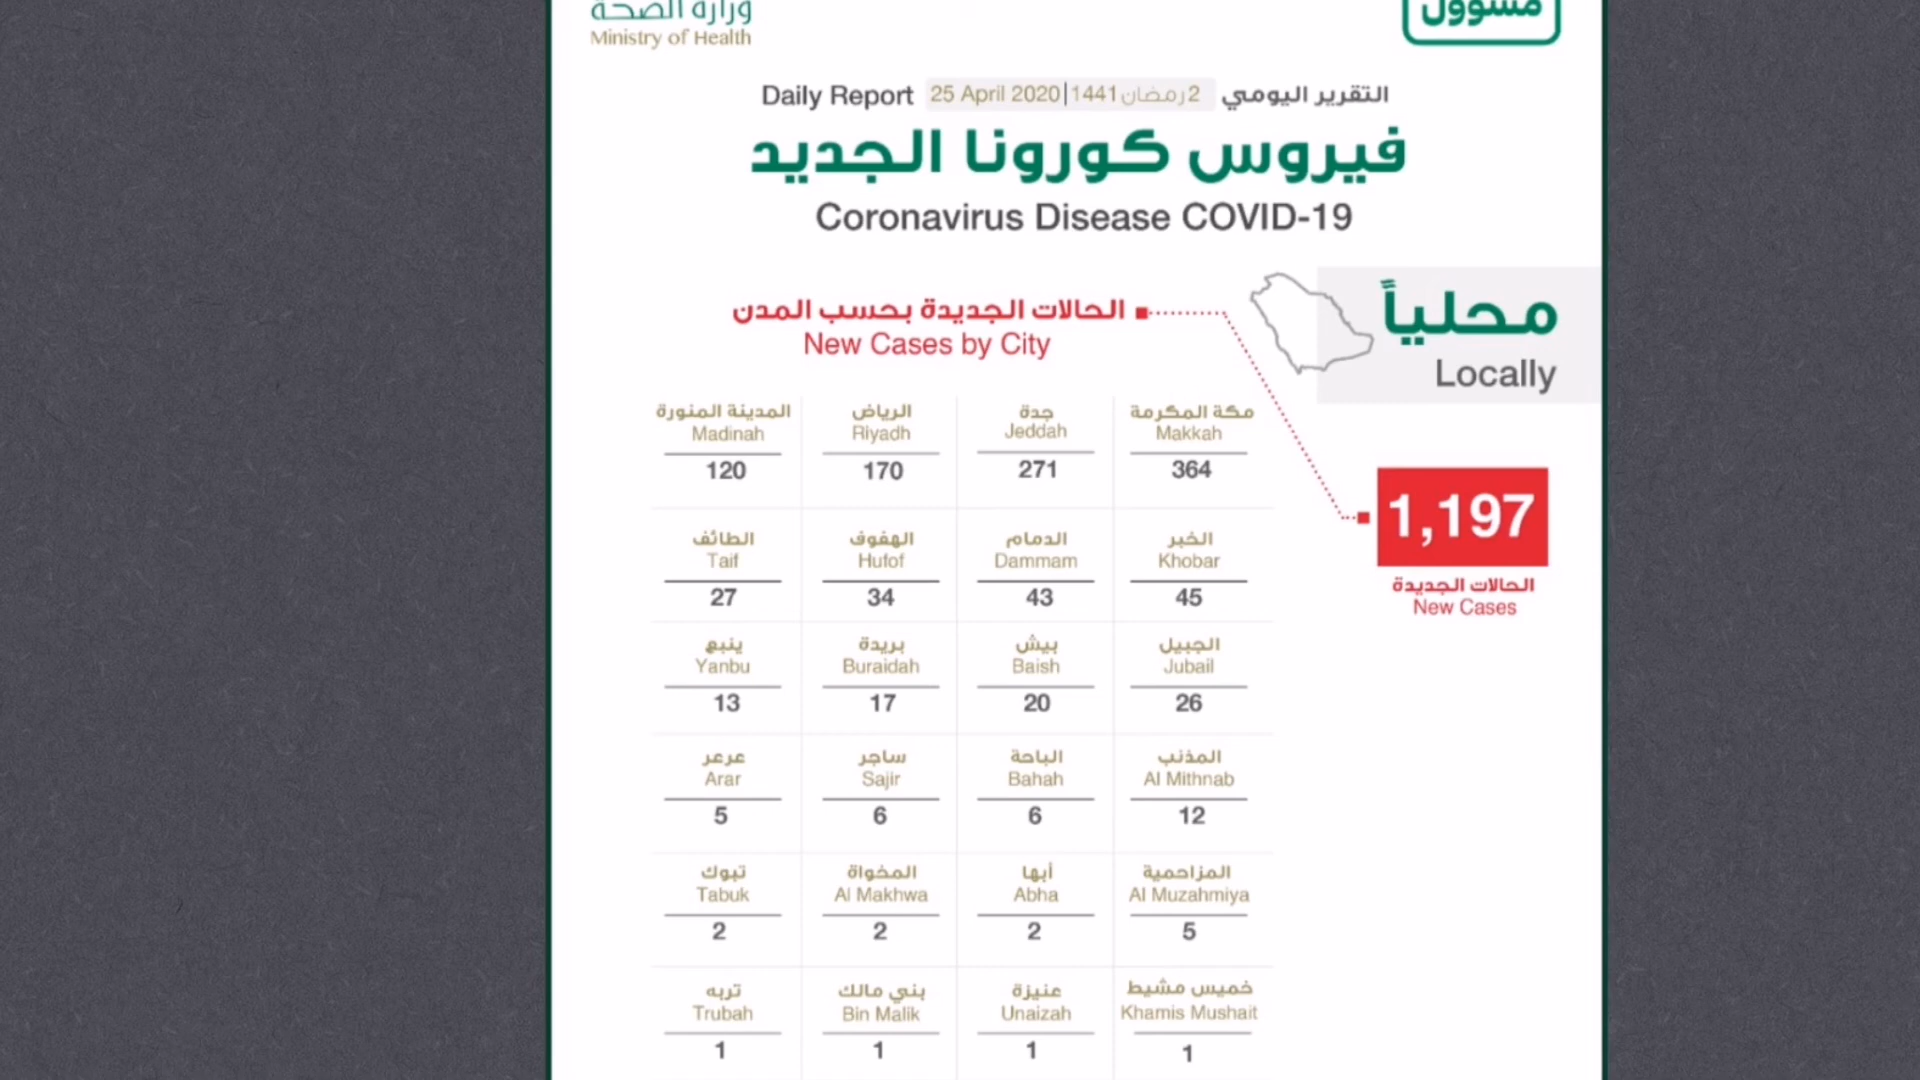 وزارة الصحة
Ministry of Health
مسؤول
Daily Report 25 April 2020|2 رمضان 1441 التقرير اليومي
فيروس كورونا الجديد
Coronavirus Disease COVID-19
محلياً
Locally
الحالات الجديدة بحسب المدن
New Cases by City
1,197
الحالات الجديدة
New Cases
المدينة المنورة الرياض جدة مكة المكرمة
Madinah Riyadh Jeddah Makkah
120 170 271 364
الطائف الهفوف الدمام الخبر
Taif Hufof Dammam Khobar
27 34 43 45
ينبع بريدة بيش الجبيل
Yanbu Buraidah Baish Jubail
13 17 20 26
عرعر ساجر الباحة المذنب
Arar Sajir Bahah Al Mithnab
5 6 6 12
تبوك المخواة أبها المزاحمية
Tabuk Al Makhwa Abha Al Muzahmiya
2 2 2 5
تربه بني مالك عنيزة خميس مشيط
Trubah Bin Malik Unaizah Khamis Mushait
1 1 1 1